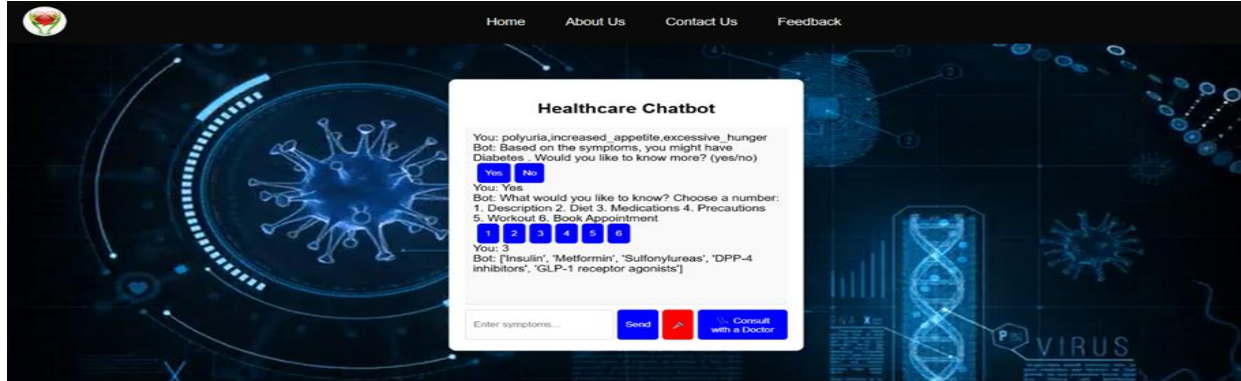 Home About Us Contact Us Feedback
Healthcare Chatbot
You: polyuria,increased_appetite,excessive_hunger
Bot: Based on the symptoms, you might have
Diabetes . Would you like to know more? (yes/no)
Yes No
You: Yes
Bot: What would you like to know? Choose a number:
1. Description 2. Diet 3. Medications 4. Precautions
5. Workout 6. Book Appointment
1 2 3 4 5 6
You: 3
Bot: ['Insulin', 'Metformin', 'Sulfonylureas', 'DPP-4
inhibitors', 'GLP-1 receptor agonists']
Enter symptoms... Send Consult
with a Doctor
VIRUS